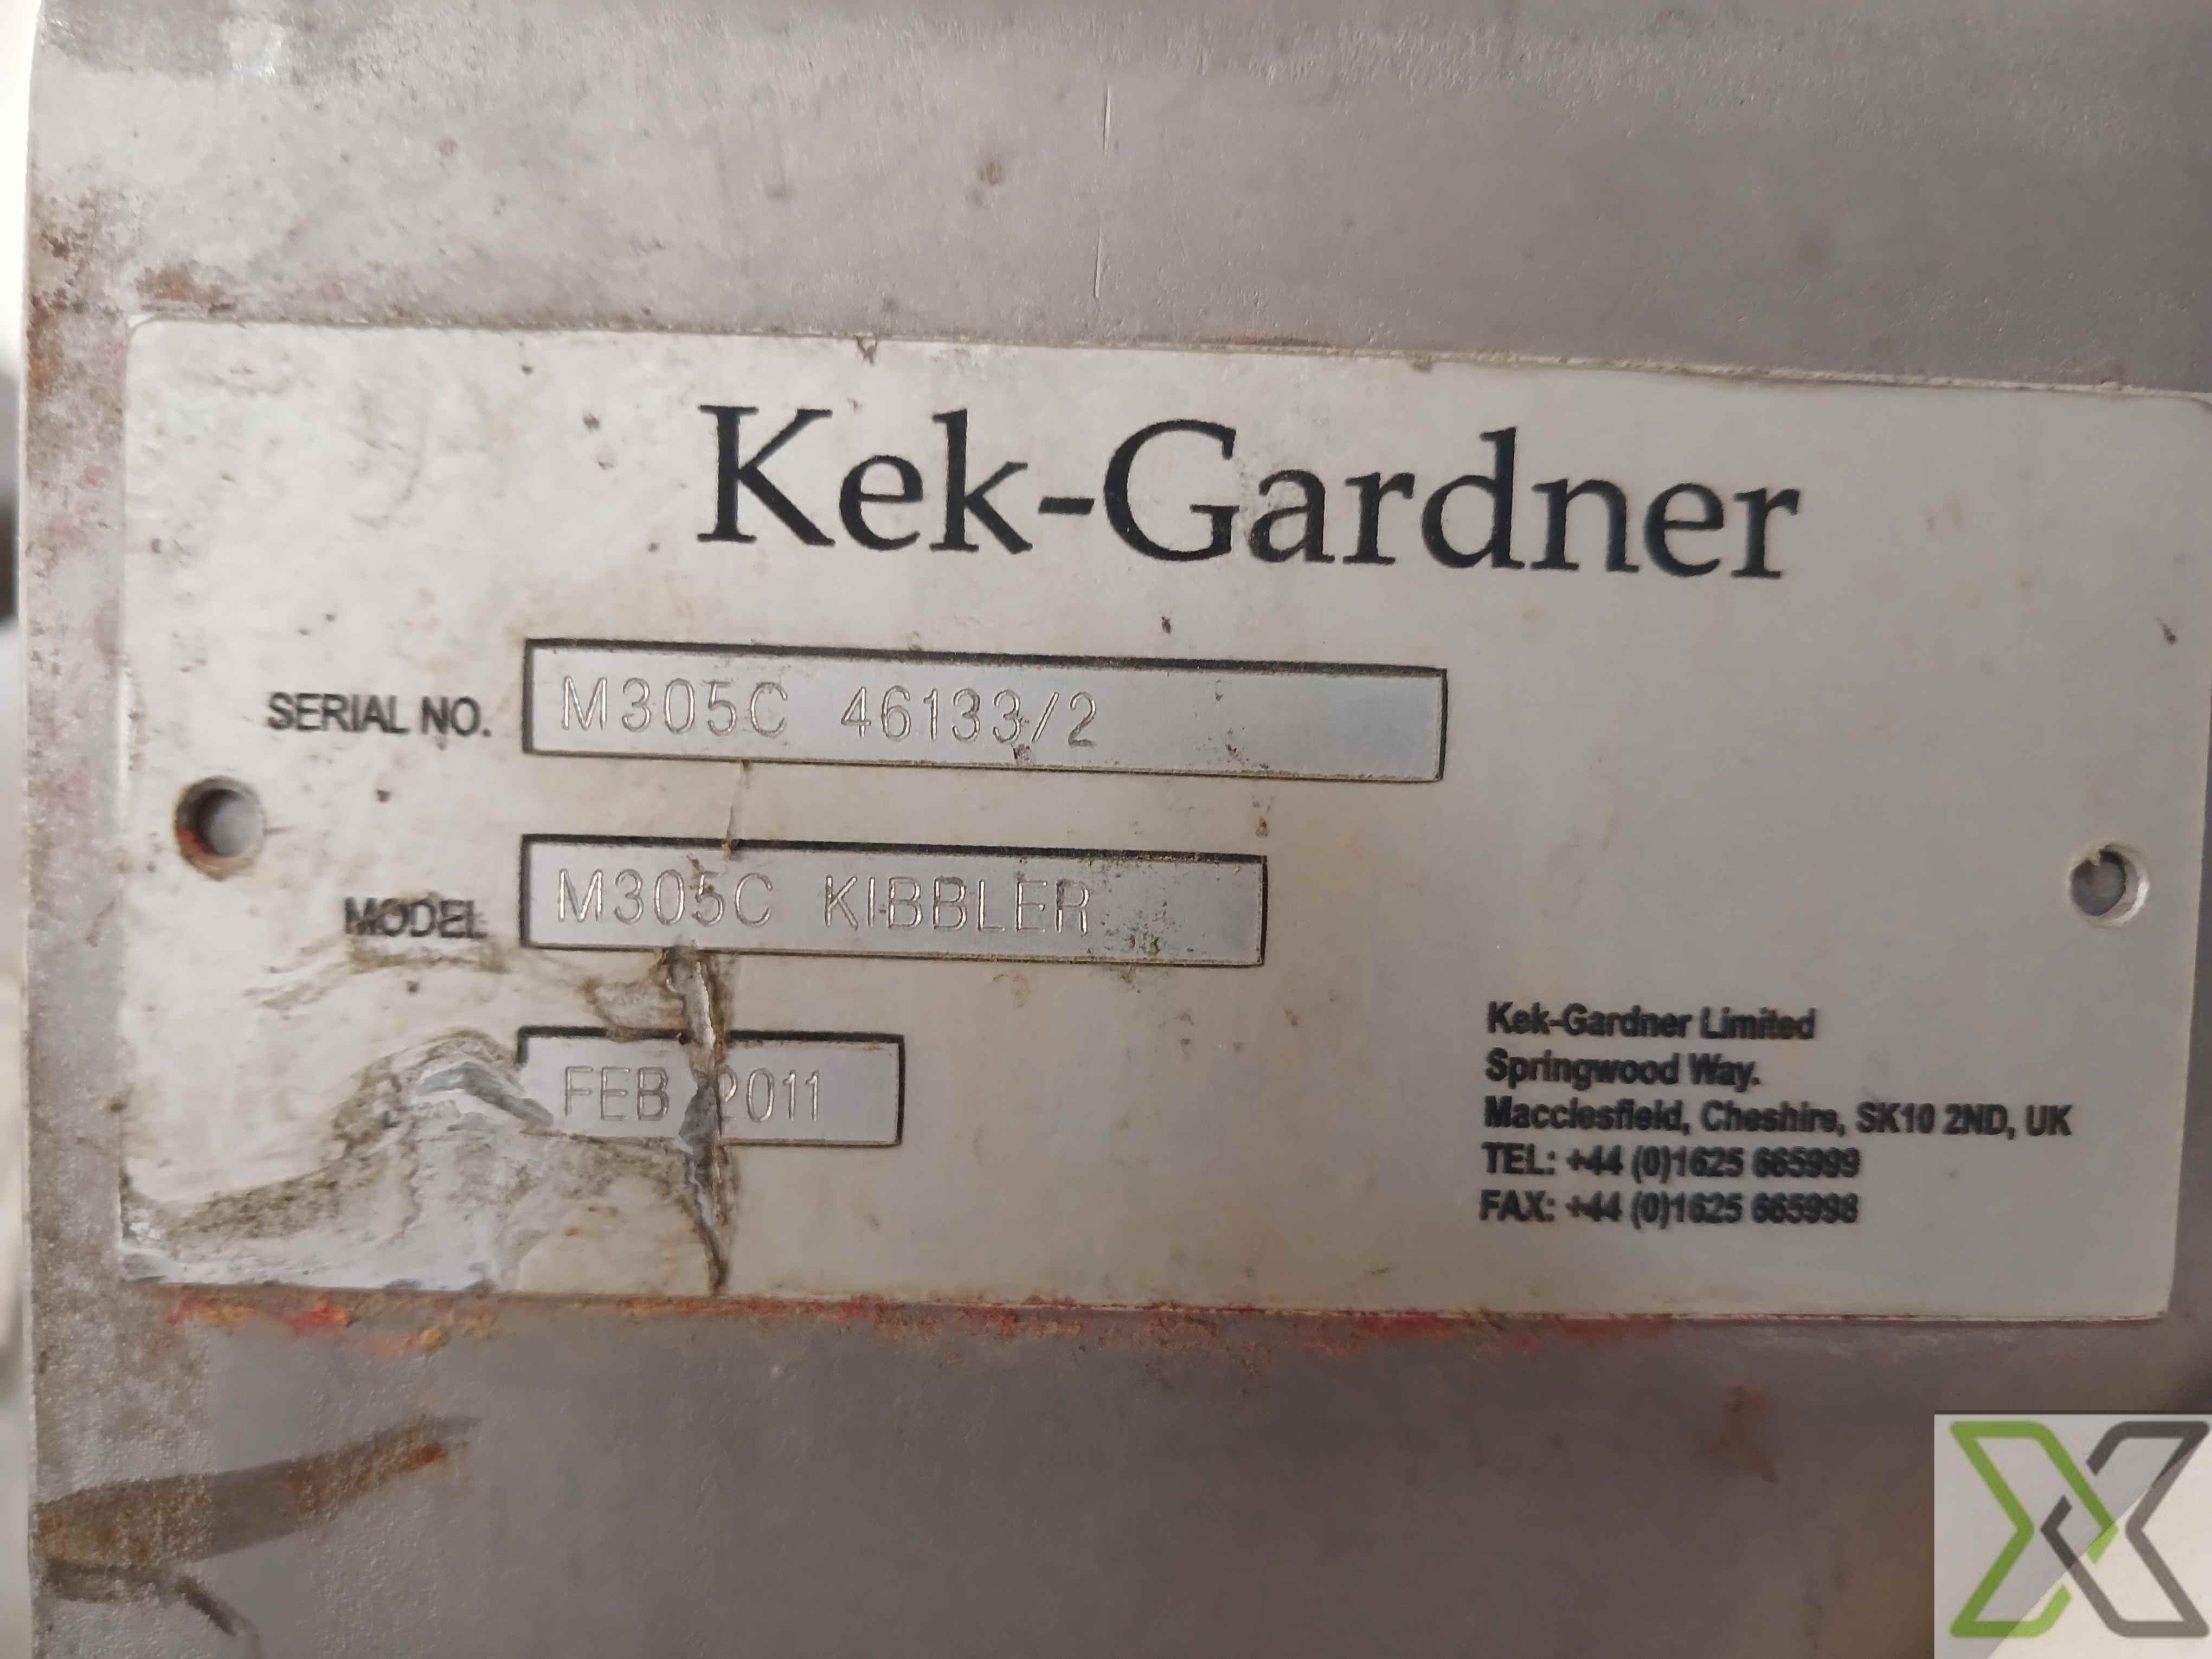 Kek-Gardner
SERIAL NO. M305C 46133/2
MODEL M305C KIBBLER
FEB 2011
Kek-Gardner Limited
Springwood Way.
Macclesfield, Cheshire, SK10 2ND, UK
TEL: +44 (0)1625 665999
FAX: +44 (0)1625 665998